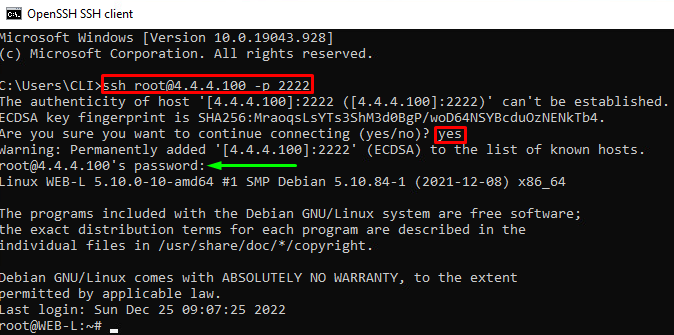 OpenSSH SSH client
Microsoft Windows [Version 10.0.19043.928]
(c) Microsoft Corporation. All rights reserved.
C:\Users\CLI>ssh root@4.4.4.100 -p 2222
The authenticity of host '[4.4.4.100]:2222 ([4.4.4.100]:2222)' can't be established.
ECDSA key fingerprint is SHA256:MraoqsLsYTs3ShM3d0BgP/woD64NSYBcduOzNENkTb4.
Are you sure you want to continue connecting (yes/no)? yes
Warning: Permanently added '[4.4.4.100]:2222' (ECDSA) to the list of known hosts.
root@4.4.4.100's password:
Linux WEB-L 5.10.0-10-amd64 #1 SMP Debian 5.10.84-1 (2021-12-08) x86_64
The programs included with the Debian GNU/Linux system are free software;
the exact distribution terms for each program are described in the
individual files in /usr/share/doc/*/copyright.
Debian GNU/Linux comes with ABSOLUTELY NO WARRANTY, to the extent
permitted by applicable law.
Last login: Sun Dec 25 09:07:25 2022
root@WEB-L:~#